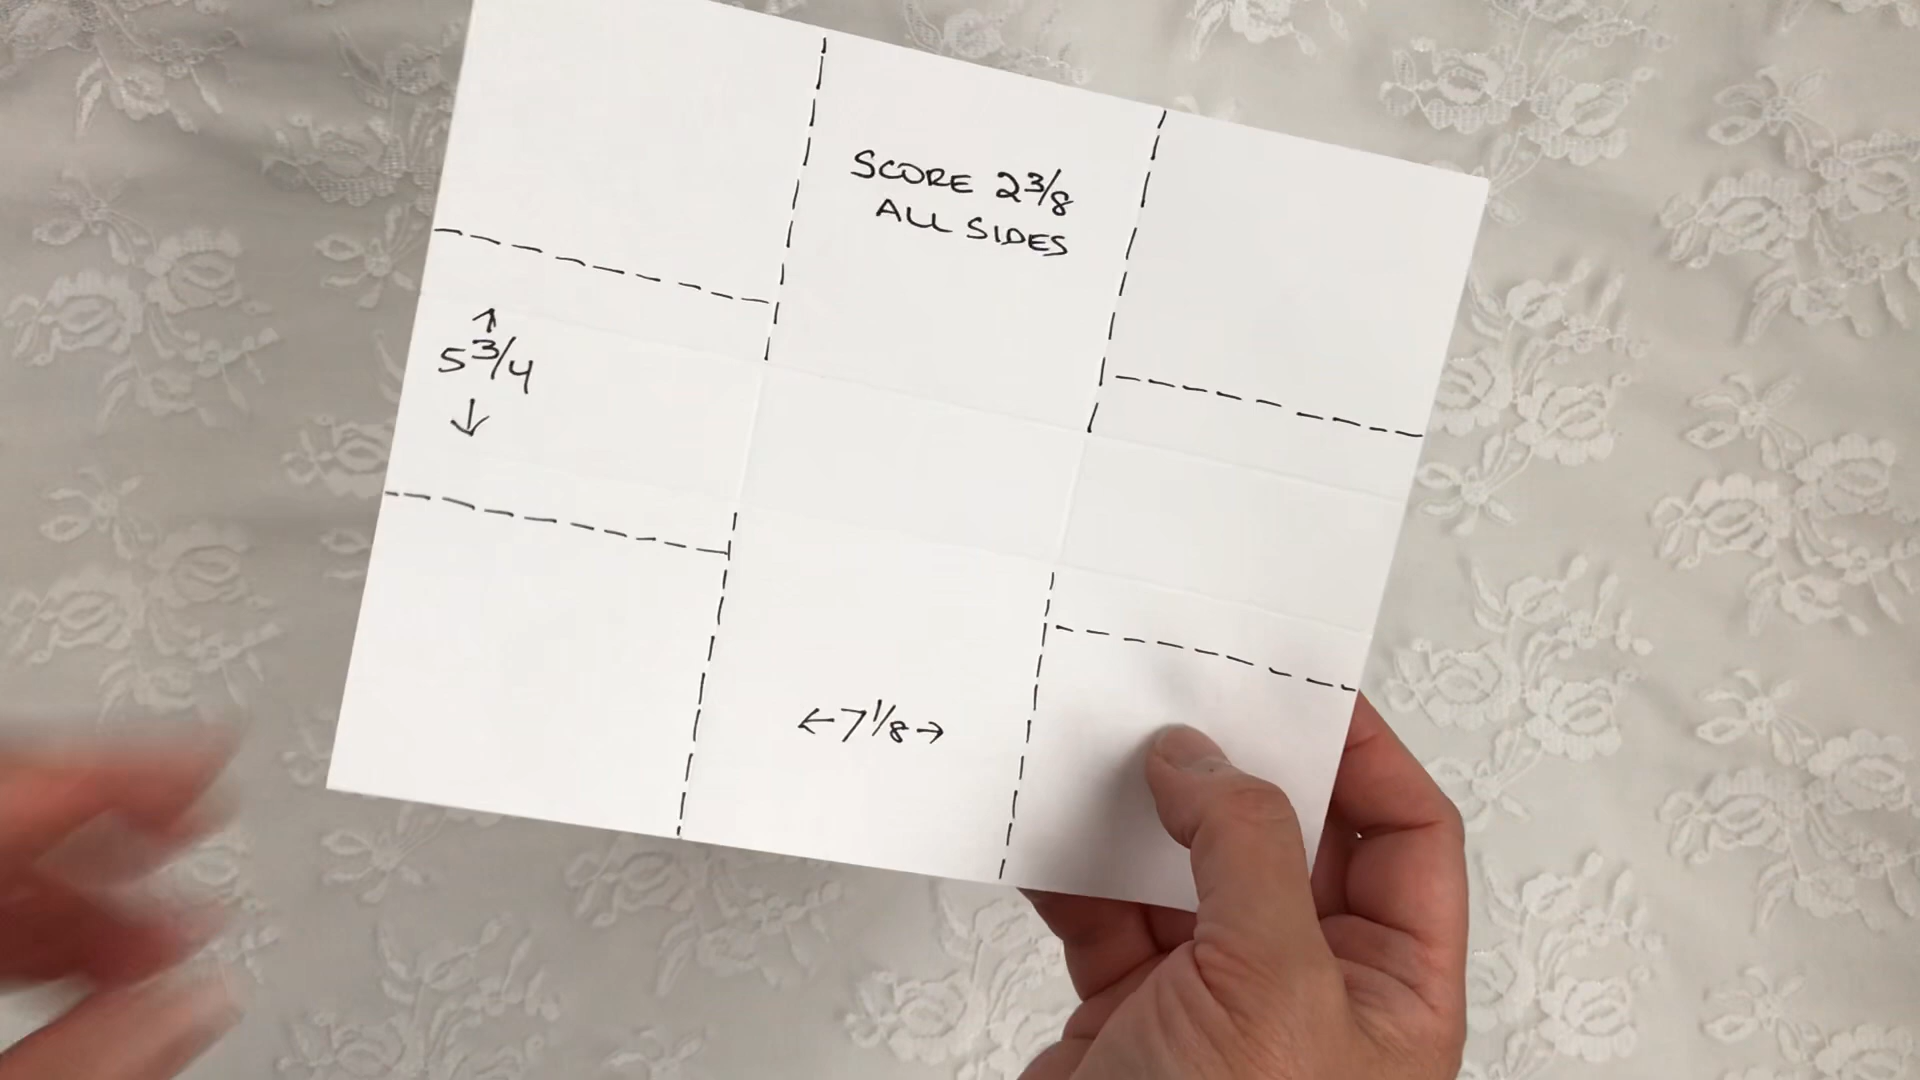 SCORE 2 3/8
ALL SIDES
↑
5 3/4
↓
←7 1/8→